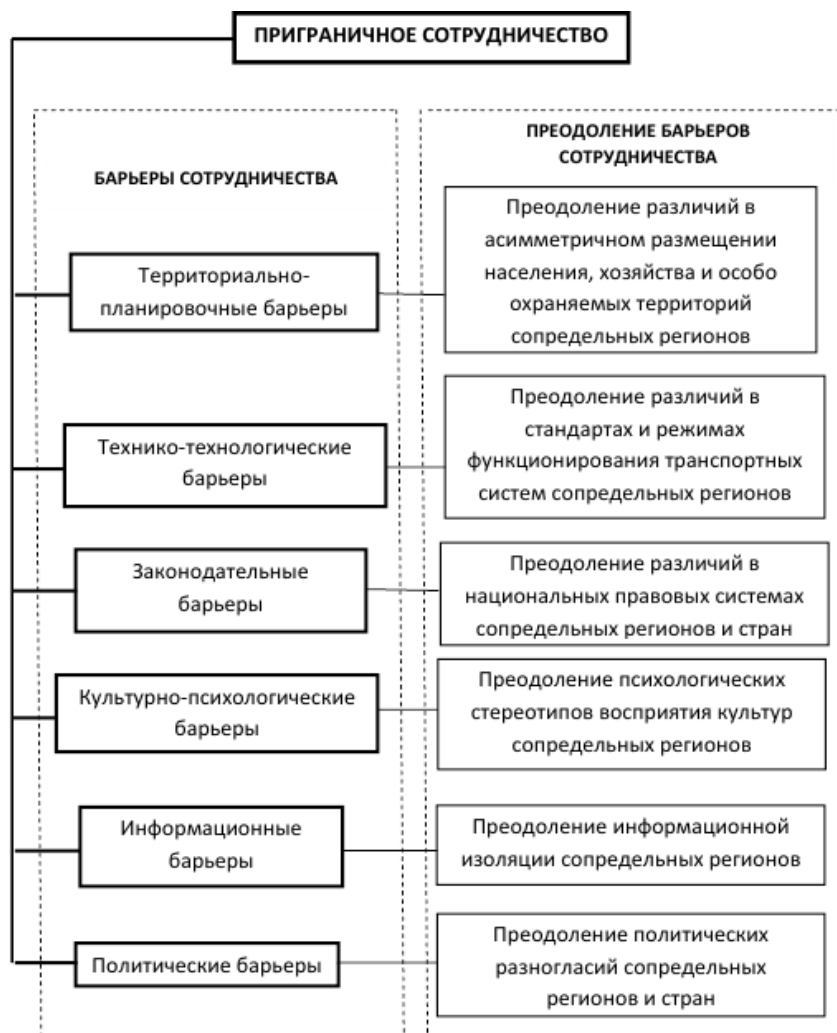 ПРИГРАНИЧНОЕ СОТРУДНИЧЕСТВО
БАРЬЕРЫ СОТРУДНИЧЕСТВА
ПРЕОДОЛЕНИЕ БАРЬЕРОВ
СОТРУДНИЧЕСТВА
Территориально-
планировочные барьеры
Преодоление различий в
асимметричном размещении
населения, хозяйства и особо
охраняемых территорий
сопредельных регионов
Технико-технологические
барьеры
Преодоление различий в
стандартах и режимах
функционирования транспортных
систем сопредельных регионов
Законодательные
барьеры
Преодоление различий в
национальных правовых системах
сопредельных регионов и стран
Культурно-психологические
барьеры
Преодоление психологических
стереотипов восприятия культур
сопредельных регионов
Информационные
барьеры
Преодоление информационной
изоляции сопредельных регионов
Политические барьеры
Преодоление политических
разногласий сопредельных
регионов и стран